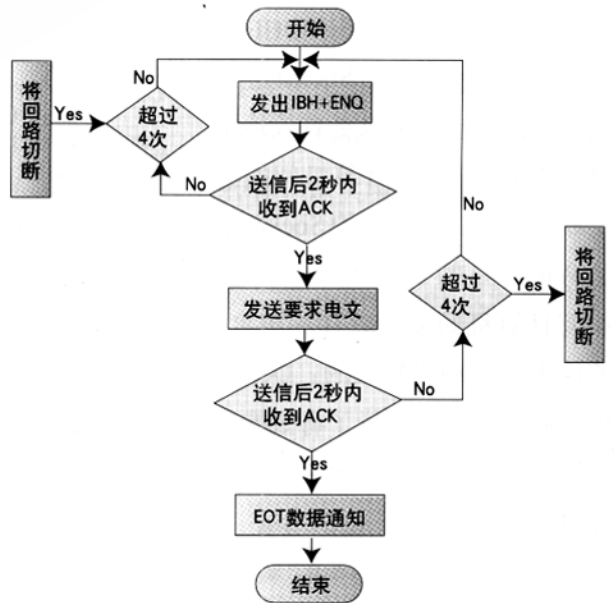 开始
No
将回路切断
Yes
超过
4次
发出IBH+ENQ
No
送信后2秒内
收到ACK
No
Yes
发送要求电文
超过
4次
Yes
将回路切断
送信后2秒内
收到ACK
No
Yes
EOT数据通知
结束